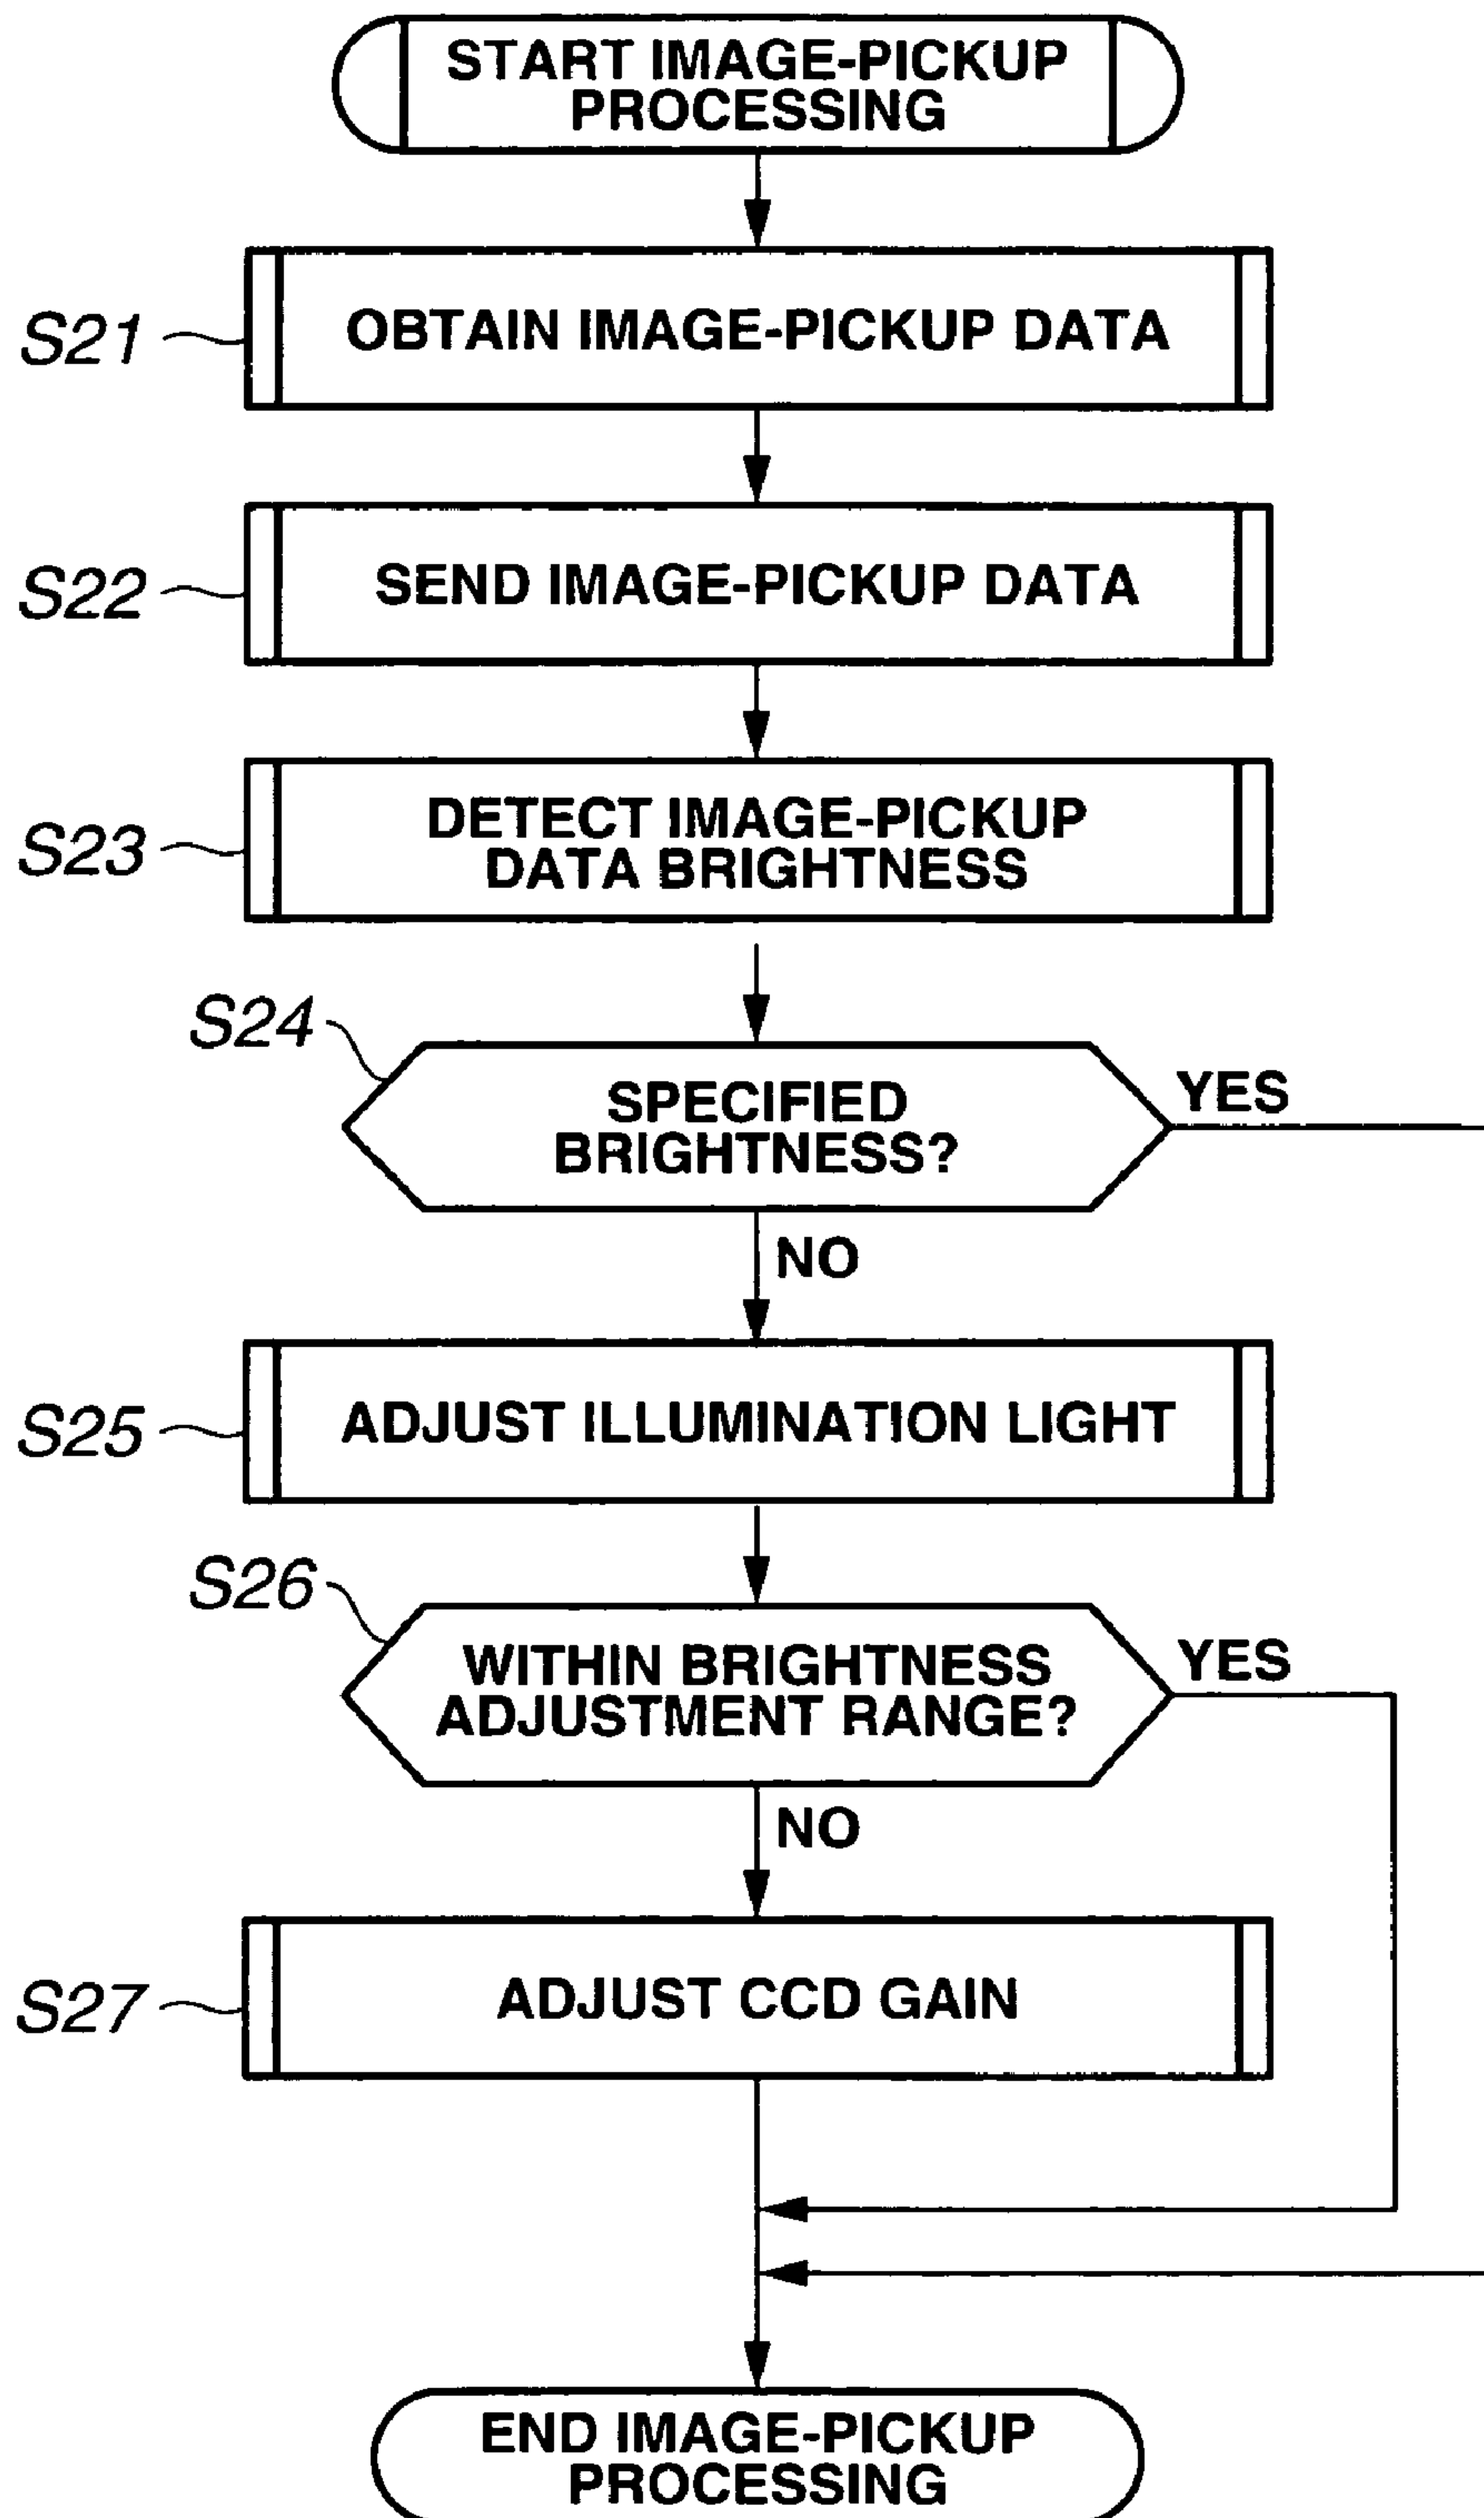 START IMAGE-PICKUP
PROCESSING
S21
OBTAIN IMAGE-PICKUP DATA
S22
SEND IMAGE-PICKUP DATA
S23
DETECT IMAGE-PICKUP
DATA BRIGHTNESS
S24
SPECIFIED
BRIGHTNESS?
YES
NO
S25
ADJUST ILLUMINATION LIGHT
S26
WITHIN BRIGHTNESS
ADJUSTMENT RANGE?
YES
NO
S27
ADJUST CCD GAIN
END IMAGE-PICKUP
PROCESSING